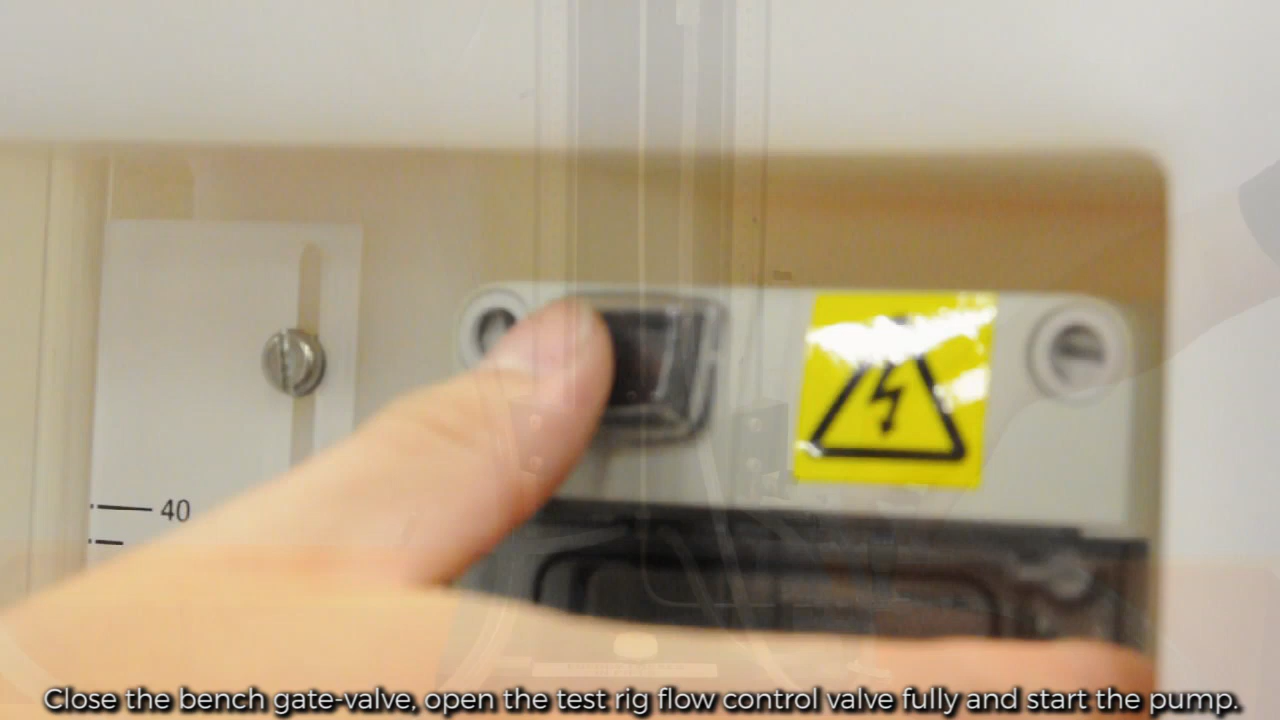 40
Close the bench gate-valve, open the test rig flow control valve fully and start the pump.